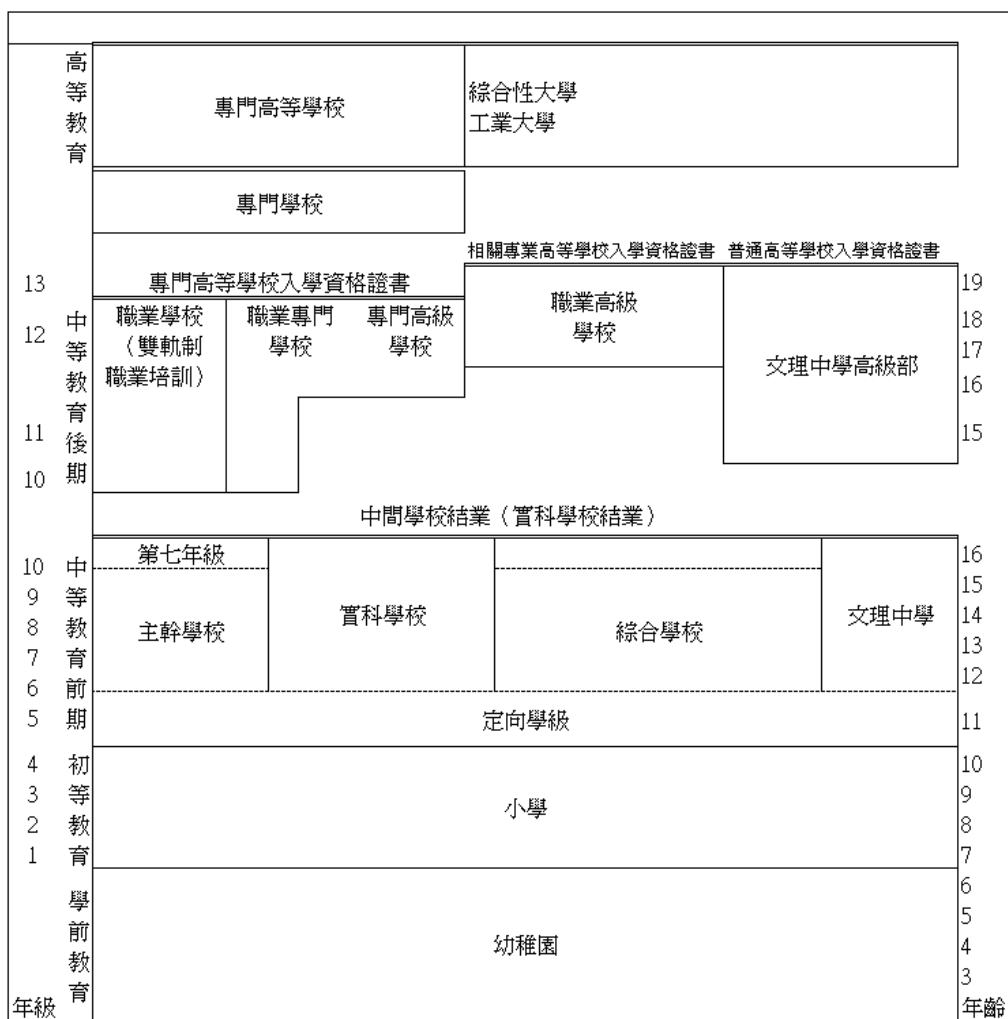 高等教育
專門高等學校
綜合性大學
工業大學
專門學校
相關專業高等學校入學資格證書 普通高等學校入學資格證書
13 專門高等學校入學資格證書 19
中等教育後期
12
11
10
職業學校
（雙軌制
職業培訓）
職業專門
學校
專門高級
學校
職業高級
學校
文理中學高級部
18
17
16
15
中間學校結業（實科學校結業）
中等教育前期
10
9
8
7
6
5
第七年級
主幹學校
實科學校
綜合學校
文理中學
16
15
14
13
12
定向學級
11
初等教育
4
3
2
1
小學
10
9
8
7
學前教育
幼稚園
6
5
4
3
年級
年齡